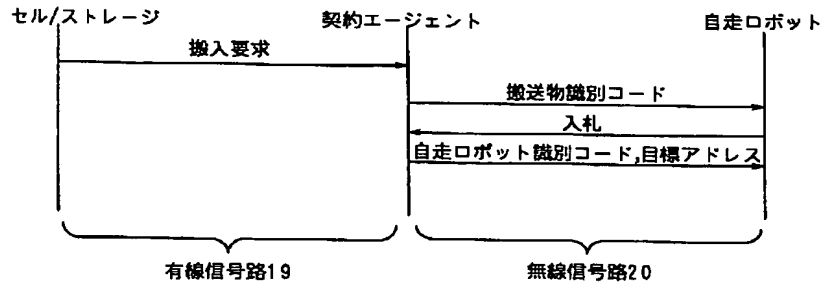 セル/ストレージ
契約エージェント
自走ロボット
搬入要求
搬送物識別コード
入札
自走ロボット識別コード,目標アドレス
有線信号路19
無線信号路20